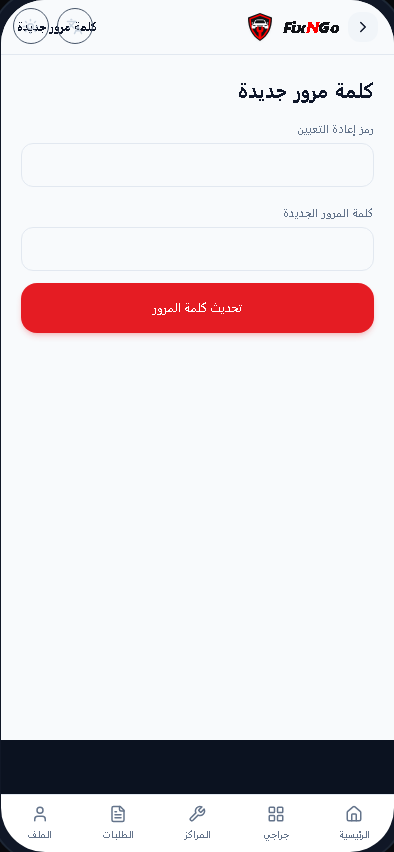 FixNGo
كلمة مرور جديدة
كلمة مرور جديدة
رمز إعادة التعيين
كلمة المرور الجديدة
تحديث كلمة المرور
الرئيسية
جراجي
المراكز
الطلبات
الملف